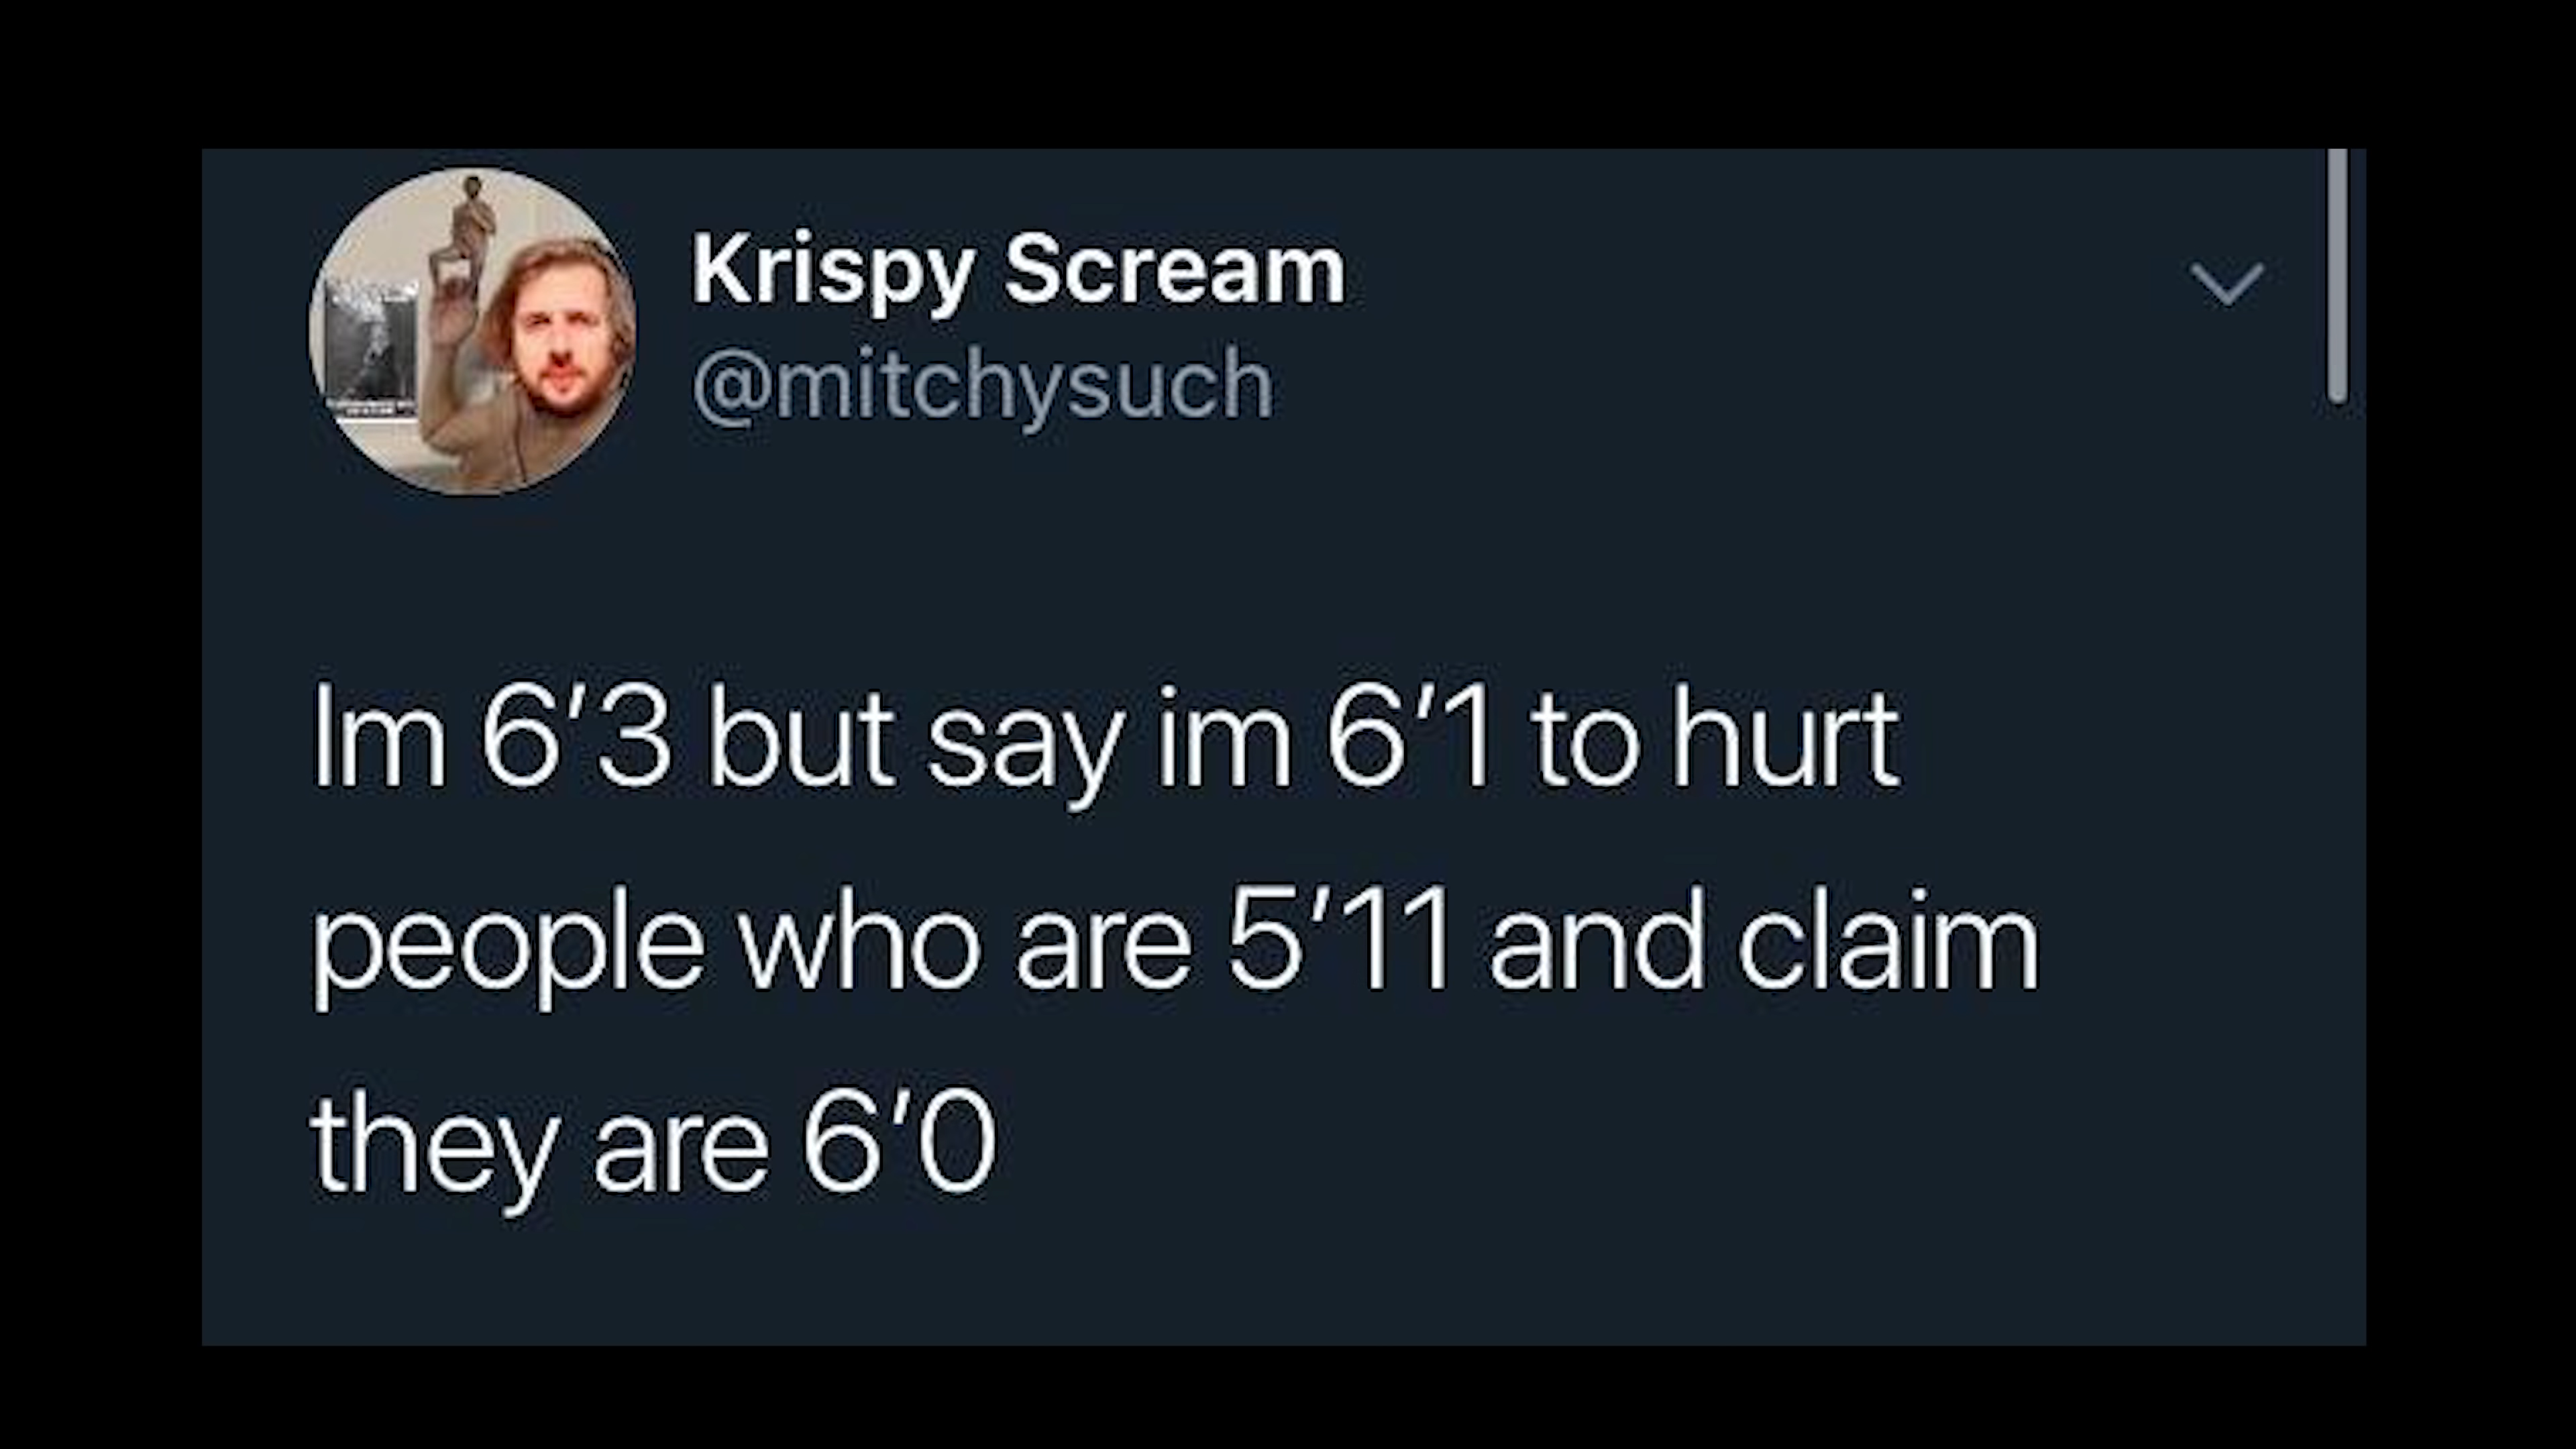 Krispy Scream
@mitchysuch
Im 6'3 but say im 6'1 to hurt
people who are 5'11 and claim
they are 6'0